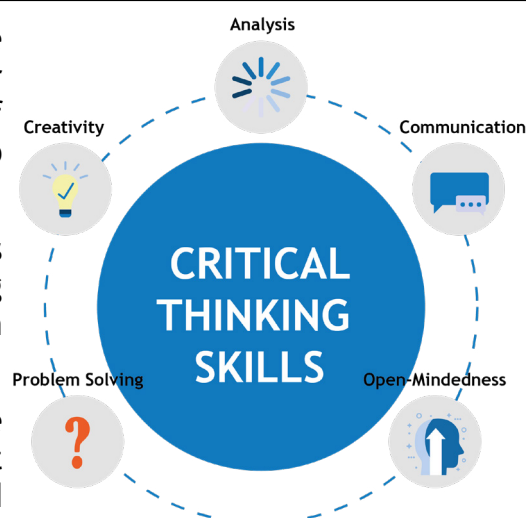 Analysis
Creativity
Communication
CRITICAL
THINKING
SKILLS
Problem Solving
Open-Mindedness
?